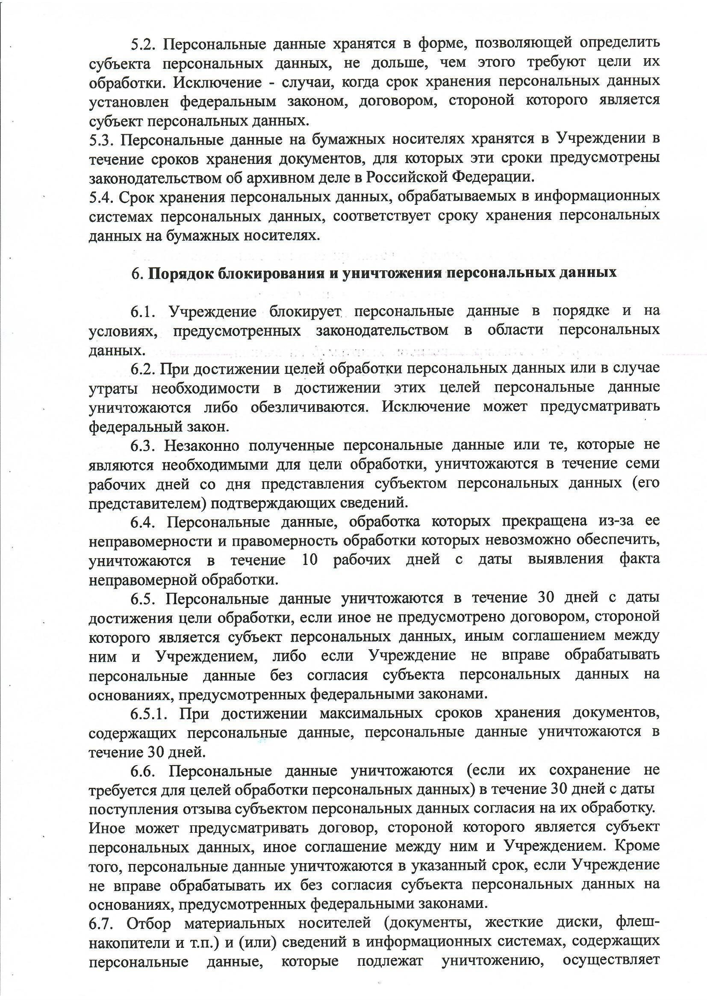 5.2. Персональные данные хранятся в форме, позволяющей определить
субъекта персональных данных, не дольше, чем этого требуют цели их
обработки. Исключение - случаи, когда срок хранения персональных данных
установлен федеральным законом, договором, стороной которого является
субъект персональных данных.
5.3. Персональные данные на бумажных носителях хранятся в Учреждении в
течение сроков хранения документов, для которых эти сроки предусмотрены
законодательством об архивном деле в Российской Федерации.
5.4. Срок хранения персональных данных, обрабатываемых в информационных
системах персональных данных, соответствует сроку хранения персональных
данных на бумажных носителях.
6. Порядок блокирования и уничтожения персональных данных
6.1. Учреждение блокирует персональные данные в порядке и на
условиях, предусмотренных законодательством в области персональных
данных.
6.2. При достижении целей обработки персональных данных или в случае
утраты необходимости в достижении этих целей персональные данные
уничтожаются либо обезличиваются. Исключение может предусматривать
федеральный закон.
6.3. Незаконно полученные персональные данные или те, которые не
являются необходимыми для цели обработки, уничтожаются в течение семи
рабочих дней со дня представления субъектом персональных данных (его
представителем) подтверждающих сведений.
6.4. Персональные данные, обработка которых прекращена из-за ее
неправомерности и правомерность обработки которых невозможно обеспечить,
уничтожаются в течение 10 рабочих дней с даты выявления факта
неправомерной обработки.
6.5. Персональные данные уничтожаются в течение 30 дней с даты
достижения цели обработки, если иное не предусмотрено договором, стороной
которого является субъект персональных данных, иным соглашением между
ним и Учреждением, либо если Учреждение не вправе обрабатывать
персональные данные без согласия субъекта персональных данных на
основаниях, предусмотренных федеральными законами.
6.5.1. При достижении максимальных сроков хранения документов,
содержащих персональные данные, персональные данные уничтожаются в
течение 30 дней.
6.6. Персональные данные уничтожаются (если их сохранение не
требуется для целей обработки персональных данных) в течение 30 дней с даты
поступления отзыва субъектом персональных данных согласия на их обработку.
Иное может предусматривать договор, стороной которого является субъект
персональных данных, иное соглашение между ним и Учреждением. Кроме
того, персональные данные уничтожаются в указанный срок, если Учреждение
не вправе обрабатывать их без согласия субъекта персональных данных на
основаниях, предусмотренных федеральными законами.
6.7. Отбор материальных носителей (документы, жесткие диски, флеш-
накопители и т.п.) и (или) сведений в информационных системах, содержащих
персональные данные, которые подлежат уничтожению, осуществляет